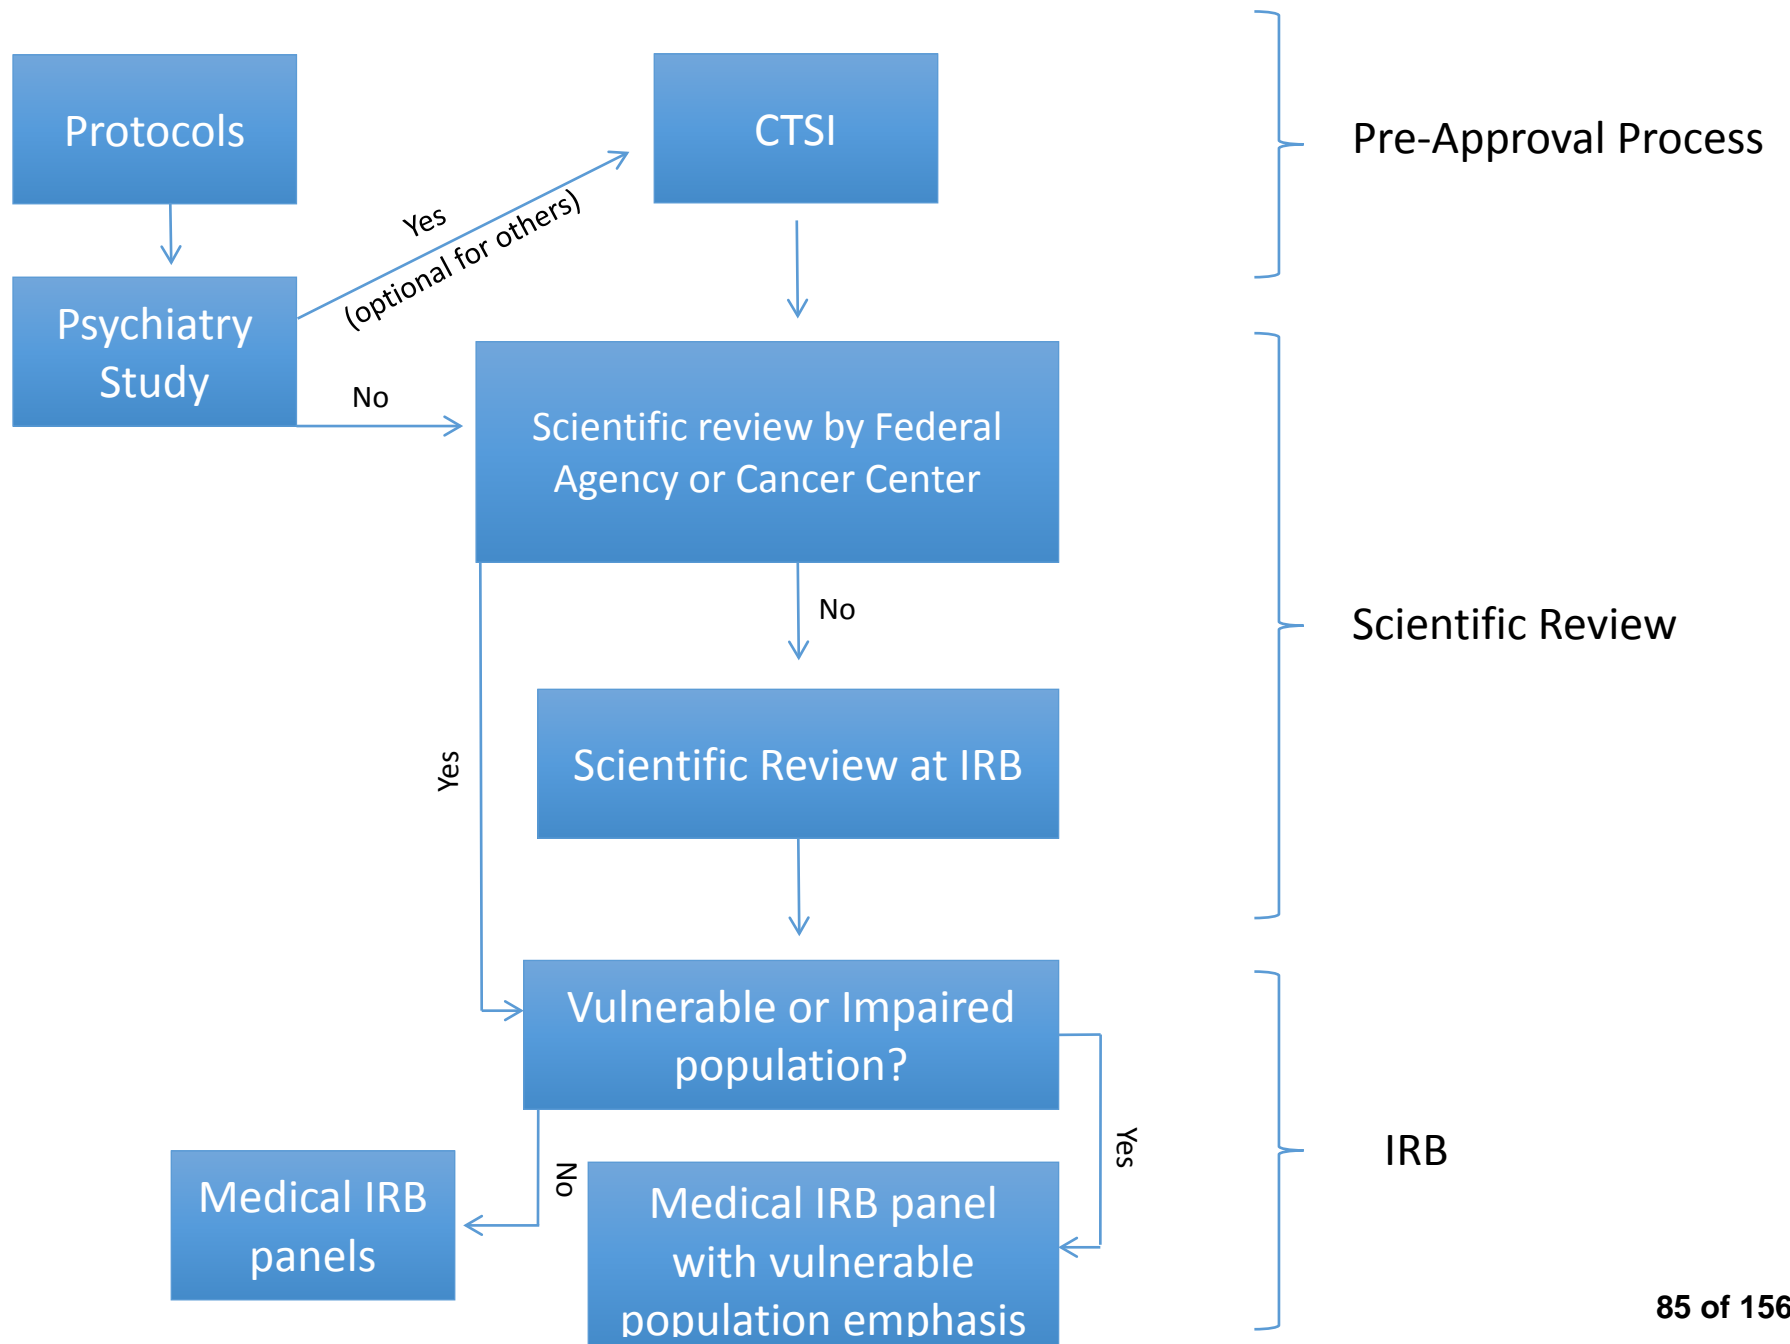 Protocols
CTSI
Pre-Approval Process
Yes
(optional for others)
Psychiatry
Study
No
Scientific review by Federal
Agency or Cancer Center
No
Scientific Review
Scientific Review at IRB
Yes
Vulnerable or Impaired
population?
Yes
No
IRB
Medical IRB
panels
Medical IRB panel
with vulnerable
population emphasis
85 of 156